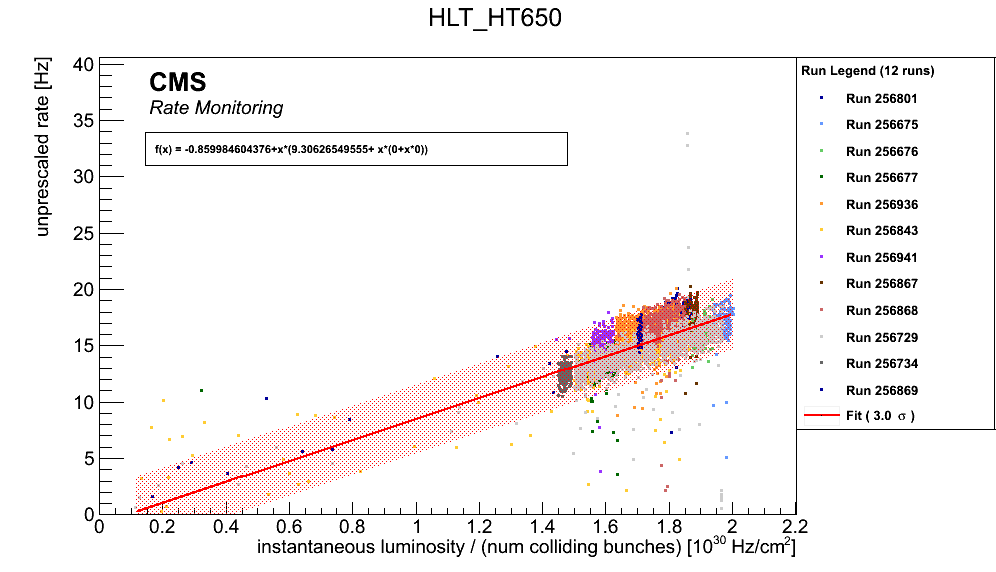 HLT_HT650
unprescaled rate [Hz]
CMS
Rate Monitoring
f(x) = -0.859984604376+x*(9.30626549555+ x*(0+x*0))
40
35
30
25
20
15
10
5
0
0 0.2 0.4 0.6 0.8 1 1.2 1.4 1.6 1.8 2 2.2
instantaneous luminosity / (num colliding bunches) [10³⁰ Hz/cm²]
Run Legend (12 runs)
Run 256801
Run 256675
Run 256676
Run 256677
Run 256936
Run 256843
Run 256941
Run 256867
Run 256868
Run 256729
Run 256734
Run 256869
Fit ( 3.0 σ )